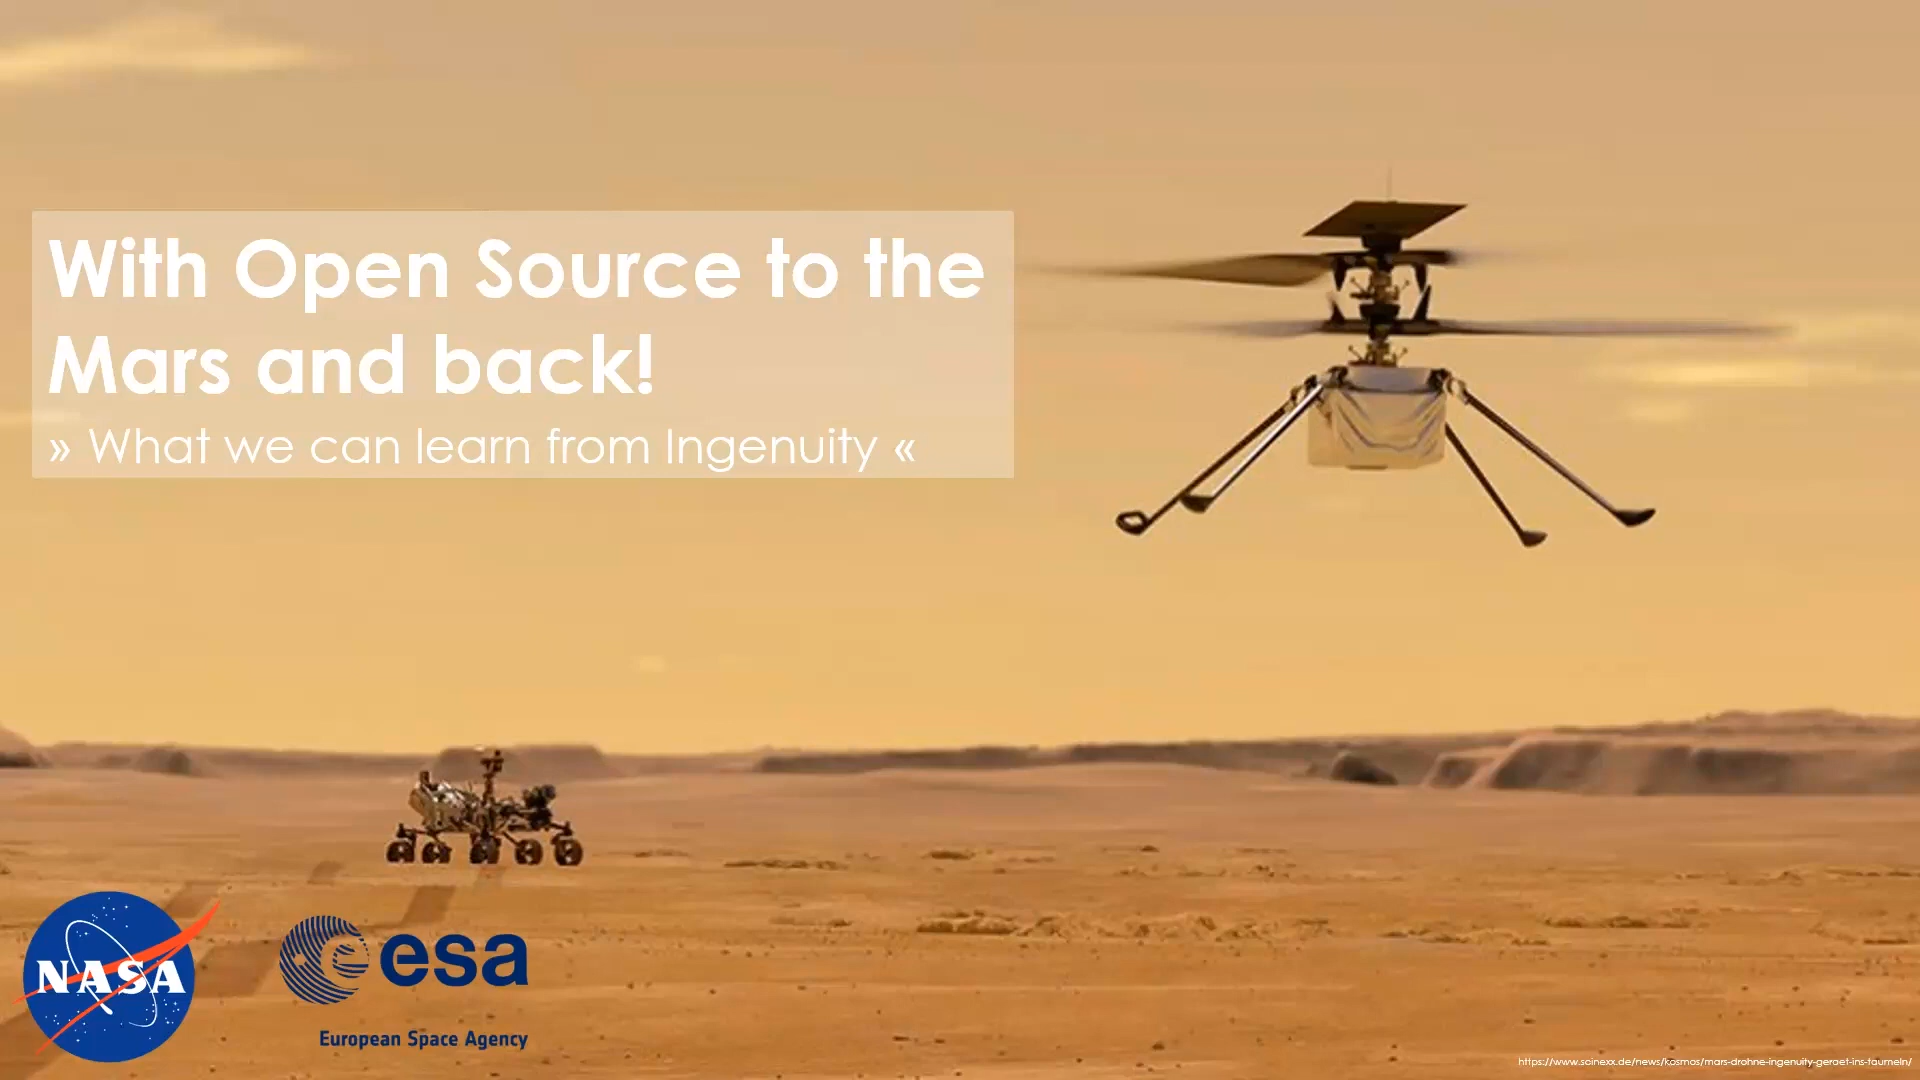 With Open Source to the
Mars and back!
» What we can learn from Ingenuity «
NASA
esa
European Space Agency
https://www.scinexx.de/news/kosmos/mars-drohne-ingenuity-geraet-ins-taumeln/